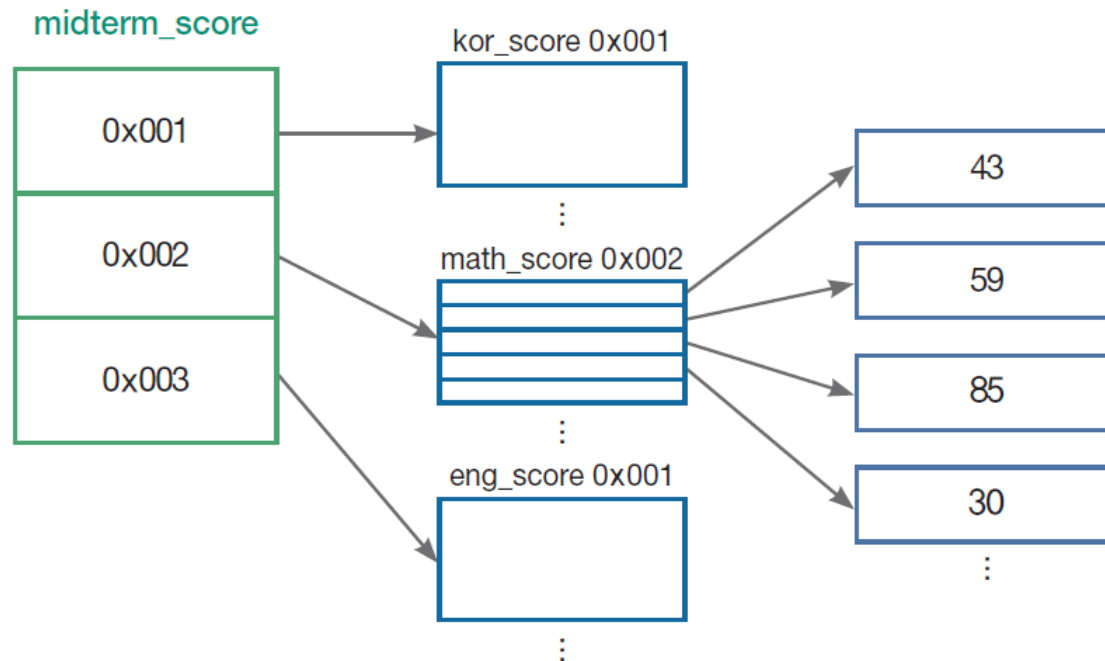 midterm_score
0x001
0x002
0x003
kor_score 0x001
⋮
math_score 0x002
⋮
eng_score 0x001
⋮
43
59
85
30
⋮